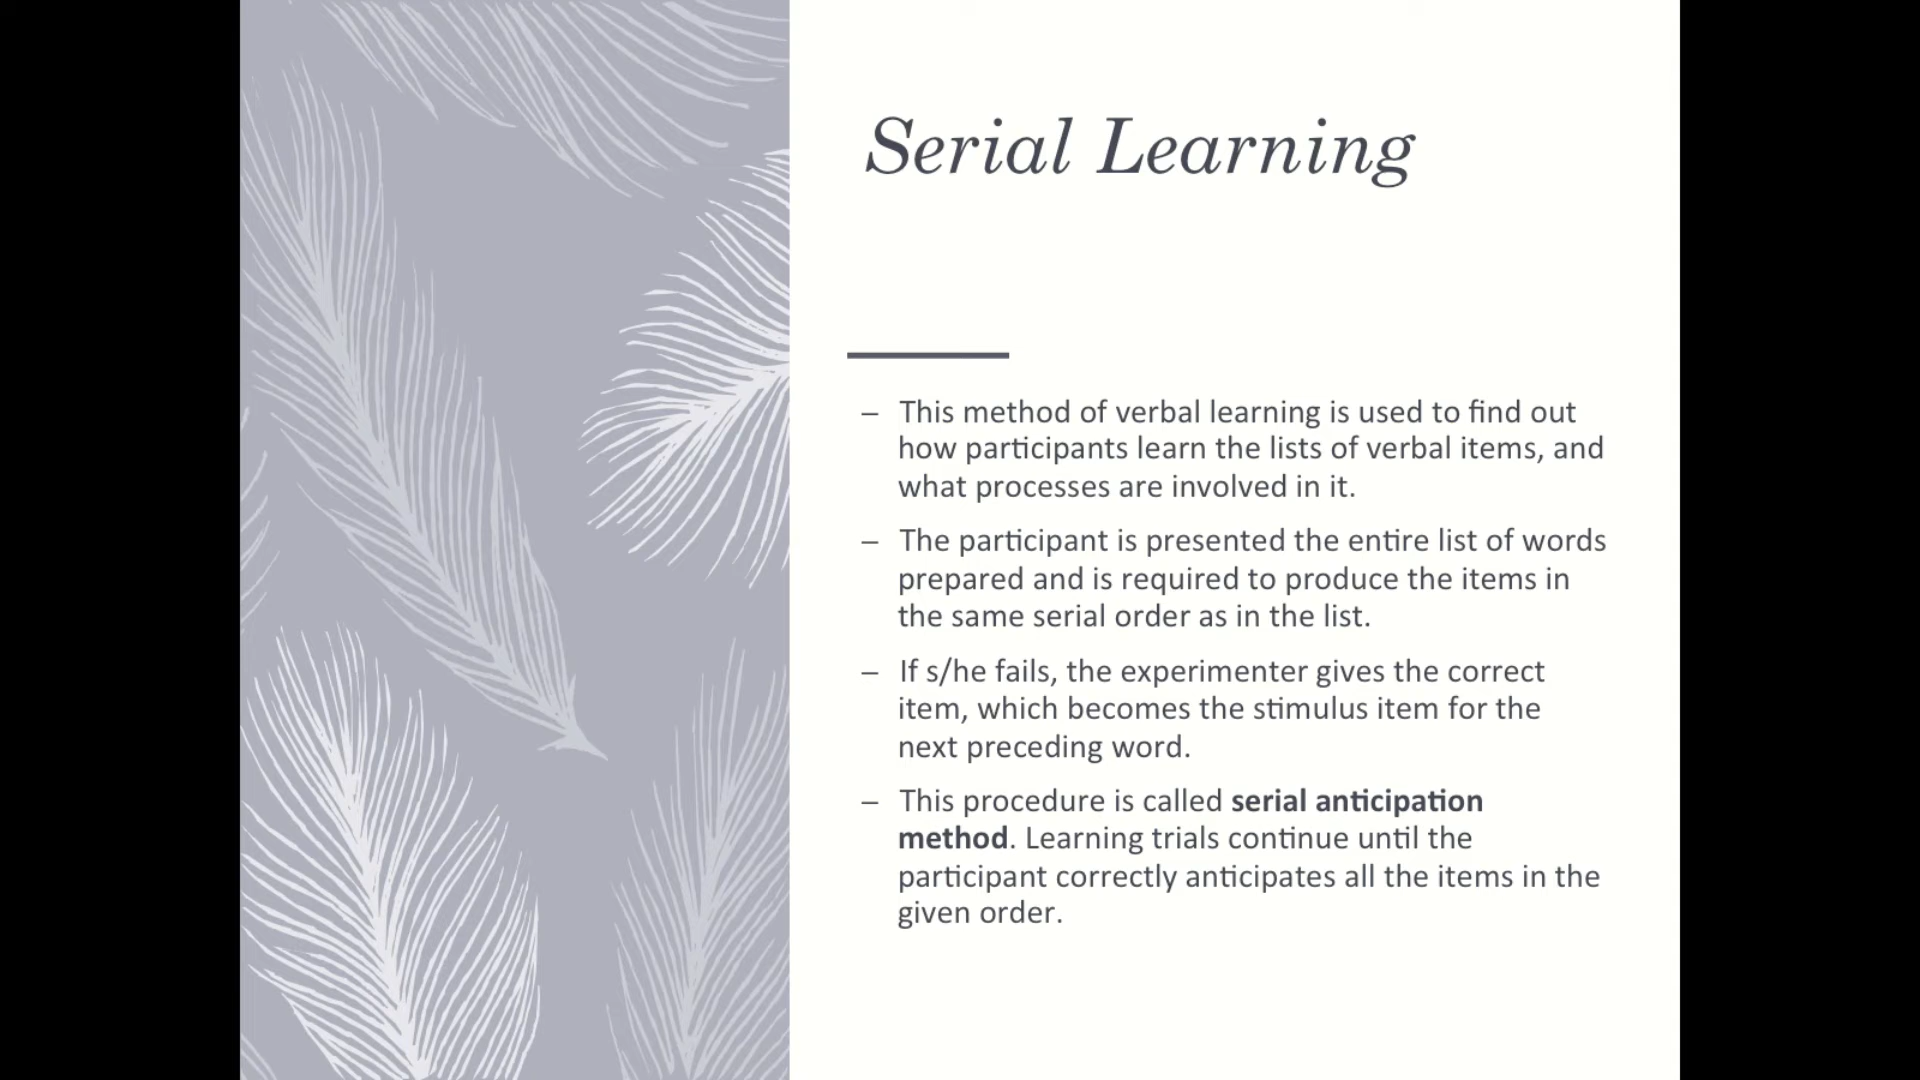 Serial Learning
– This method of verbal learning is used to find out
how participants learn the lists of verbal items, and
what processes are involved in it.
– The participant is presented the entire list of words
prepared and is required to produce the items in
the same serial order as in the list.
– If s/he fails, the experimenter gives the correct
item, which becomes the stimulus item for the
next preceding word.
– This procedure is called serial anticipation
method. Learning trials continue until the
participant correctly anticipates all the items in the
given order.